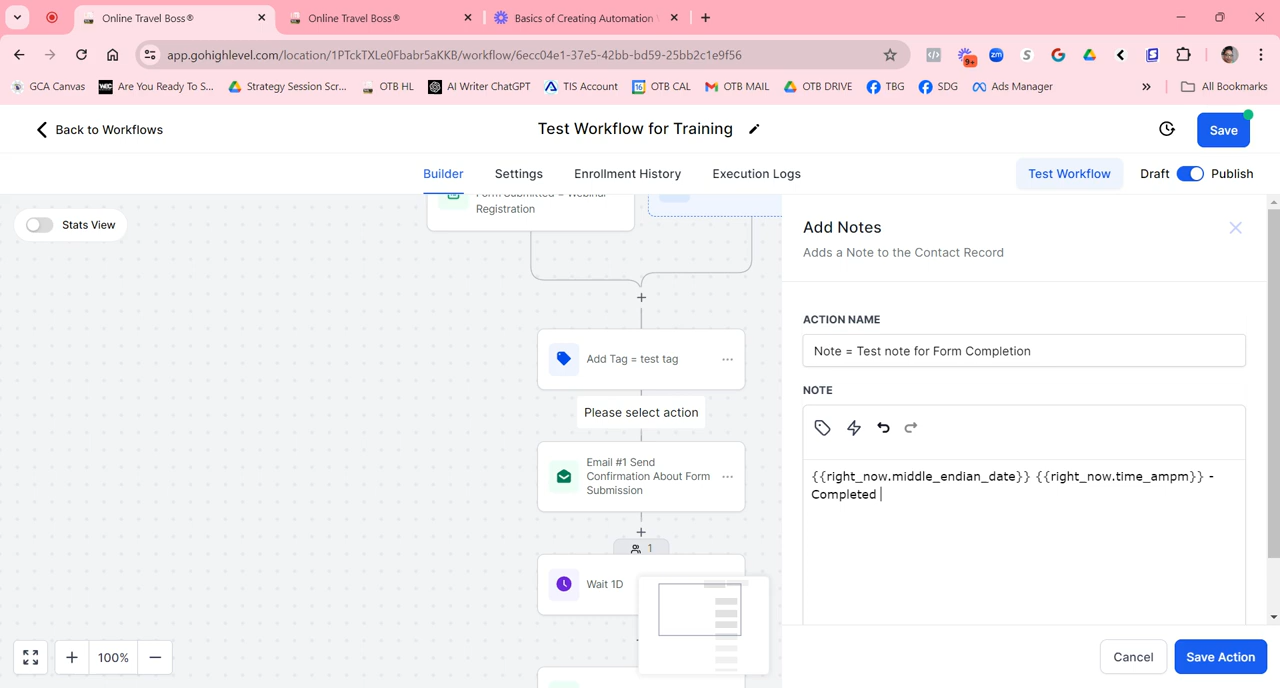 Online Travel Boss®
Online Travel Boss®
Basics of Creating Automation
app.gohighlevel.com/location/1PTckTXLe0Fbabr5aKKB/workflow/6ecc04e1-37e5-42bb-bd59-25bb2c1e9f56
9+
zm
S
GCA Canvas
Are You Ready To S...
Strategy Session Scr...
OTB HL
AI Writer ChatGPT
TIS Account
16
OTB CAL
OTB MAIL
OTB DRIVE
TBG
SDG
Ads Manager
All Bookmarks
Back to Workflows
Test Workflow for Training
Save
Builder
Settings
Enrollment History
Execution Logs
Test Workflow
Draft
Publish
Stats View
Form Submitted = Webinar
Registration
Add Tag = test tag
Please select action
Email #1 Send
Confirmation About Form
Submission
1
Wait 1D
100%
Add Notes
Adds a Note to the Contact Record
ACTION NAME
Note = Test note for Form Completion
NOTE
{{right_now.middle_endian_date}} {{right_now.time_ampm}} -
Completed
Cancel
Save Action